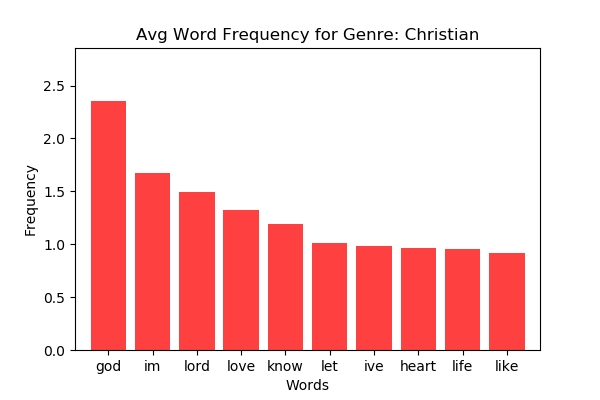 Avg Word Frequency for Genre: Christian
2.5
2.0
1.5
1.0
0.5
0.0
Frequency
god im lord love know let ive heart life like
Words